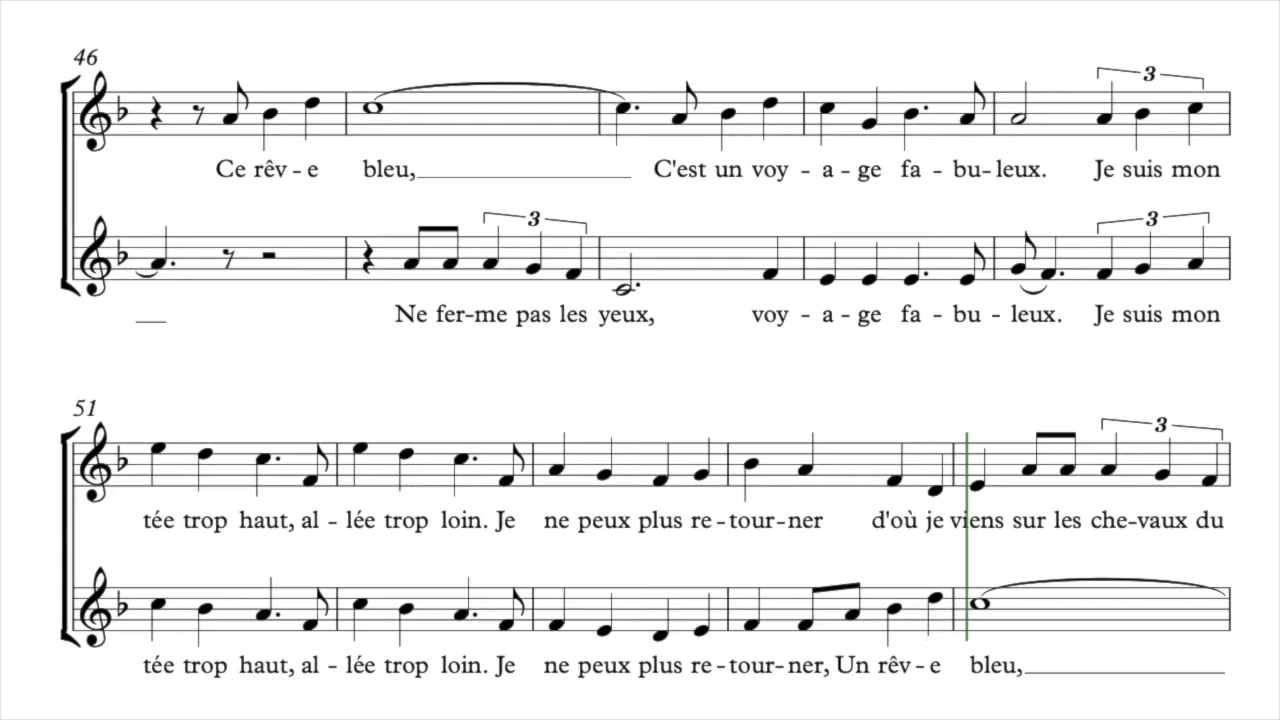 46
3
Ce rêv - e bleu, C'est un voy - a - ge fa - bu - leux. Je suis mon
3 3
Ne fer - me pas les yeux, voy - a - ge fa - bu - leux. Je suis mon
51
3
tée trop haut, al - lée trop loin. Je ne peux plus re - tour - ner d'où je viens sur les che - vaux du
tée trop haut, al - lée trop loin. Je ne peux plus re - tour - ner, Un rêv - e bleu,